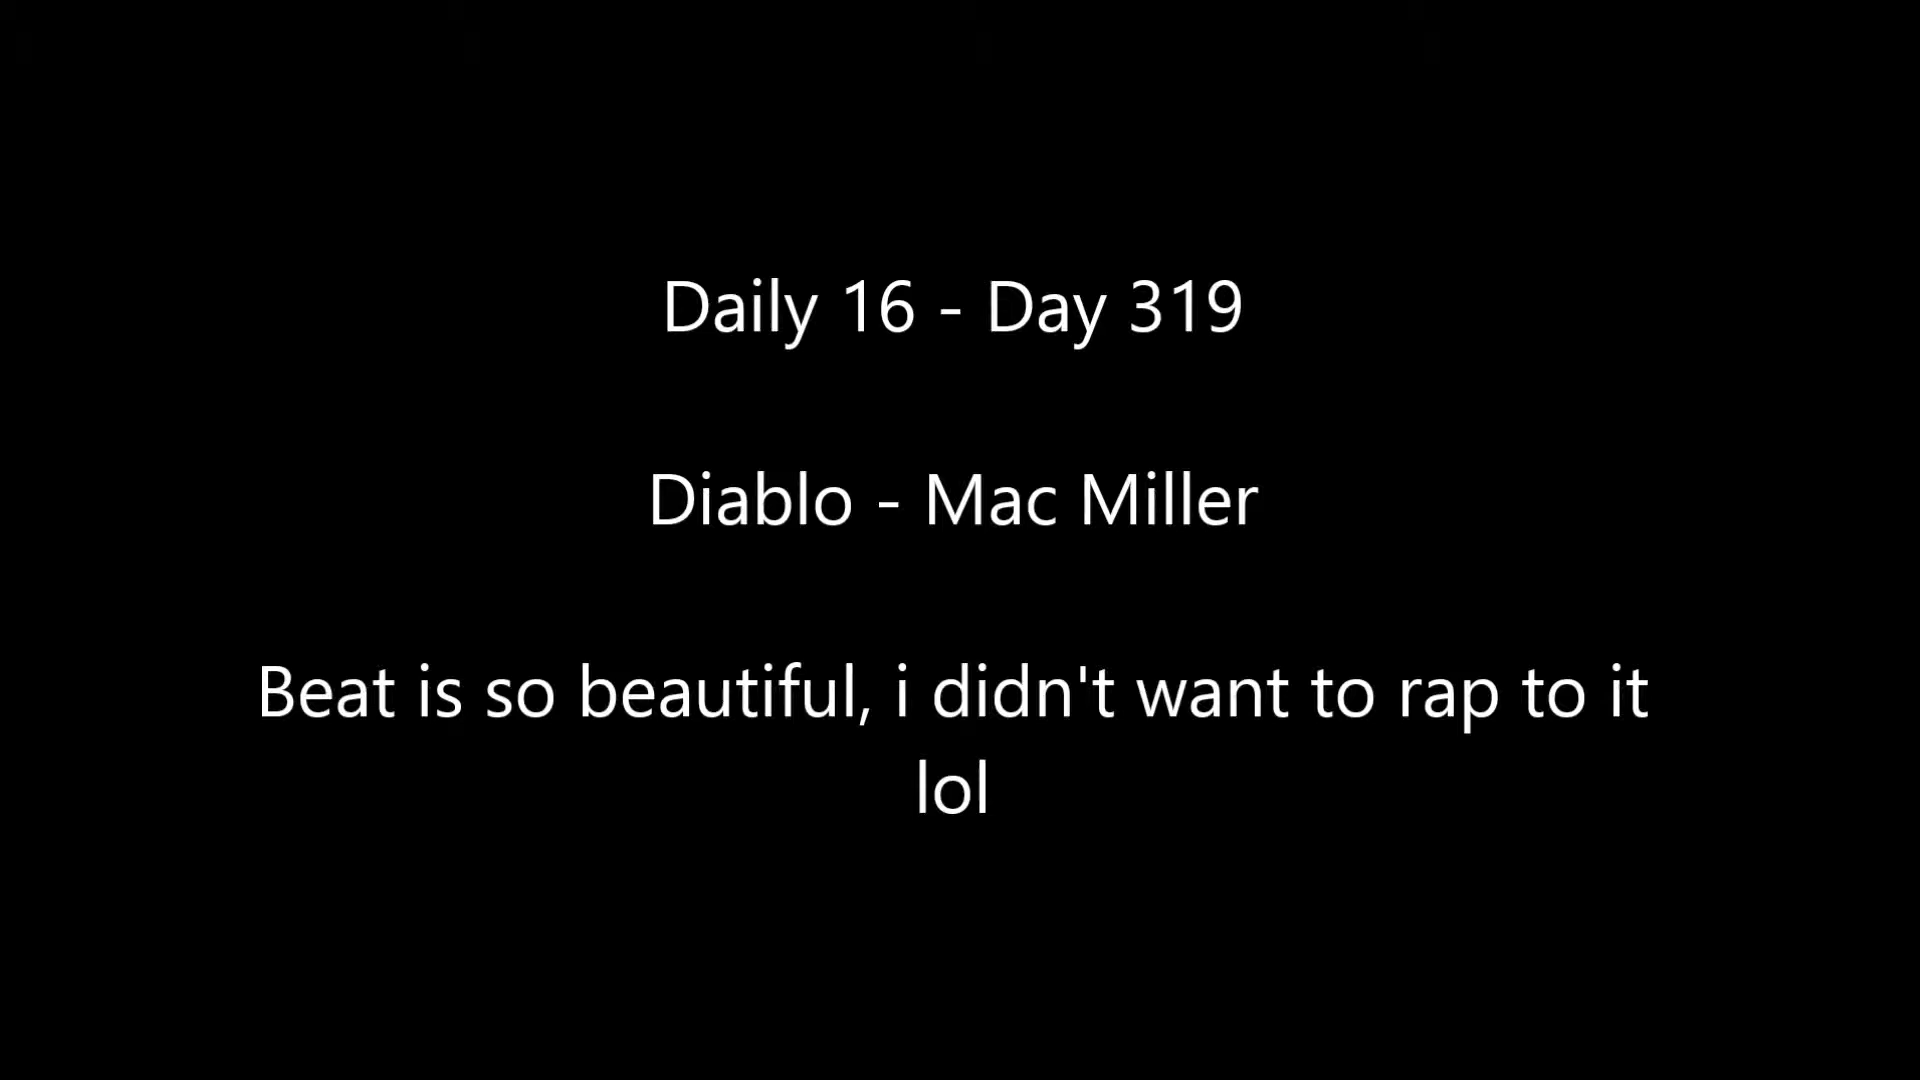 Daily 16 - Day 319
Diablo - Mac Miller
Beat is so beautiful, i didn't want to rap to it
lol